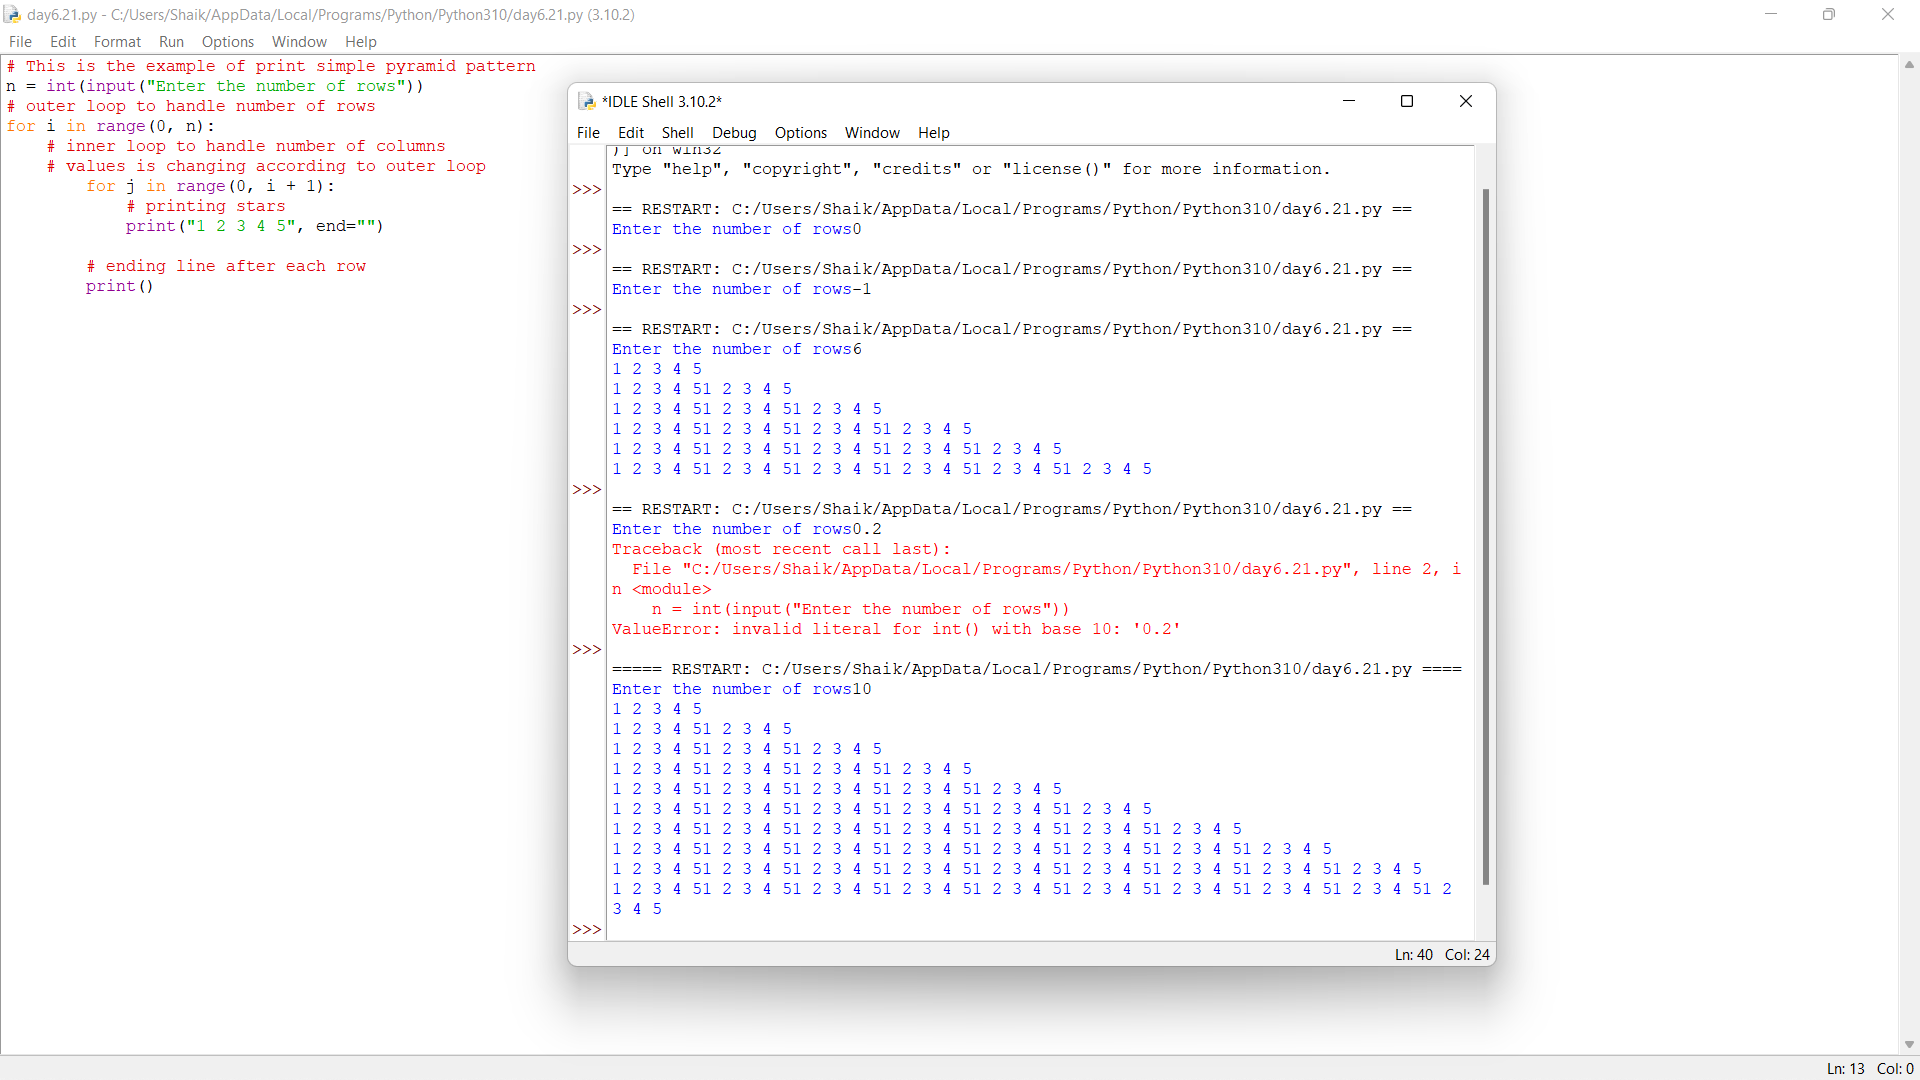 day6.21.py - C:/Users/Shaik/AppData/Local/Programs/Python/Python310/day6.21.py (3.10.2)
File Edit Format Run Options Window Help
# This is the example of print simple pyramid pattern
n = int(input("Enter the number of rows"))
# outer loop to handle number of rows
for i in range(0, n):
    # inner loop to handle number of columns
    # values is changing according to outer loop
        for j in range(0, i + 1):
            # printing stars
            print("1 2 3 4 5", end="")
        # ending line after each row
        print()
*IDLE Shell 3.10.2*
File Edit Shell Debug Options Window Help
)] on win32
Type "help", "copyright", "credits" or "license()" for more information.
>>>
== RESTART: C:/Users/Shaik/AppData/Local/Programs/Python/Python310/day6.21.py ==
Enter the number of rows0
>>>
== RESTART: C:/Users/Shaik/AppData/Local/Programs/Python/Python310/day6.21.py ==
Enter the number of rows-1
>>>
== RESTART: C:/Users/Shaik/AppData/Local/Programs/Python/Python310/day6.21.py ==
Enter the number of rows6
1 2 3 4 5
1 2 3 4 51 2 3 4 5
1 2 3 4 51 2 3 4 51 2 3 4 5
1 2 3 4 51 2 3 4 51 2 3 4 51 2 3 4 5
1 2 3 4 51 2 3 4 51 2 3 4 51 2 3 4 51 2 3 4 5
1 2 3 4 51 2 3 4 51 2 3 4 51 2 3 4 51 2 3 4 51 2 3 4 5
>>>
== RESTART: C:/Users/Shaik/AppData/Local/Programs/Python/Python310/day6.21.py ==
Enter the number of rows0.2
Traceback (most recent call last):
  File "C:/Users/Shaik/AppData/Local/Programs/Python/Python310/day6.21.py", line 2, i
n <module>
    n = int(input("Enter the number of rows"))
ValueError: invalid literal for int() with base 10: '0.2'
>>>
===== RESTART: C:/Users/Shaik/AppData/Local/Programs/Python/Python310/day6.21.py ====
Enter the number of rows10
1 2 3 4 5
1 2 3 4 51 2 3 4 5
1 2 3 4 51 2 3 4 51 2 3 4 5
1 2 3 4 51 2 3 4 51 2 3 4 51 2 3 4 5
1 2 3 4 51 2 3 4 51 2 3 4 51 2 3 4 51 2 3 4 5
1 2 3 4 51 2 3 4 51 2 3 4 51 2 3 4 51 2 3 4 51 2 3 4 5
1 2 3 4 51 2 3 4 51 2 3 4 51 2 3 4 51 2 3 4 51 2 3 4 51 2 3 4 5
1 2 3 4 51 2 3 4 51 2 3 4 51 2 3 4 51 2 3 4 51 2 3 4 51 2 3 4 51 2 3 4 5
1 2 3 4 51 2 3 4 51 2 3 4 51 2 3 4 51 2 3 4 51 2 3 4 51 2 3 4 51 2 3 4 51 2 3 4 5
1 2 3 4 51 2 3 4 51 2 3 4 51 2 3 4 51 2 3 4 51 2 3 4 51 2 3 4 51 2 3 4 51 2 3 4 51 2
3 4 5
>>>
Ln: 40 Col: 24
Ln: 13 Col: 0